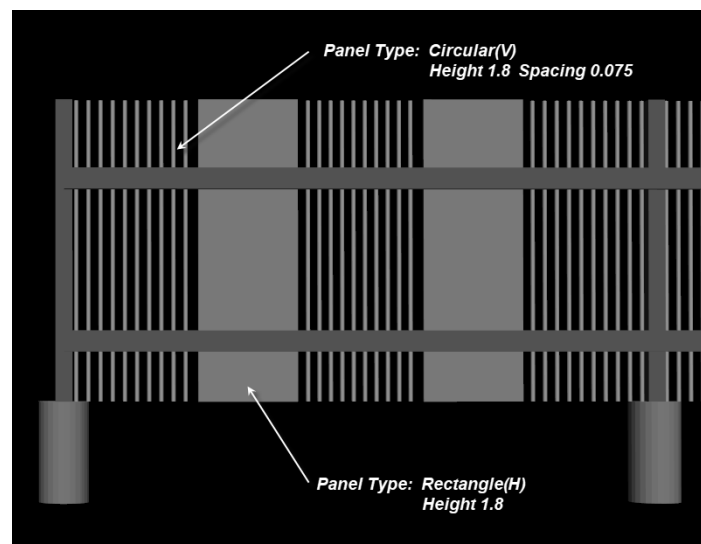 Panel Type: Circular(V)
Height 1.8 Spacing 0.075
Panel Type: Rectangle(H)
Height 1.8